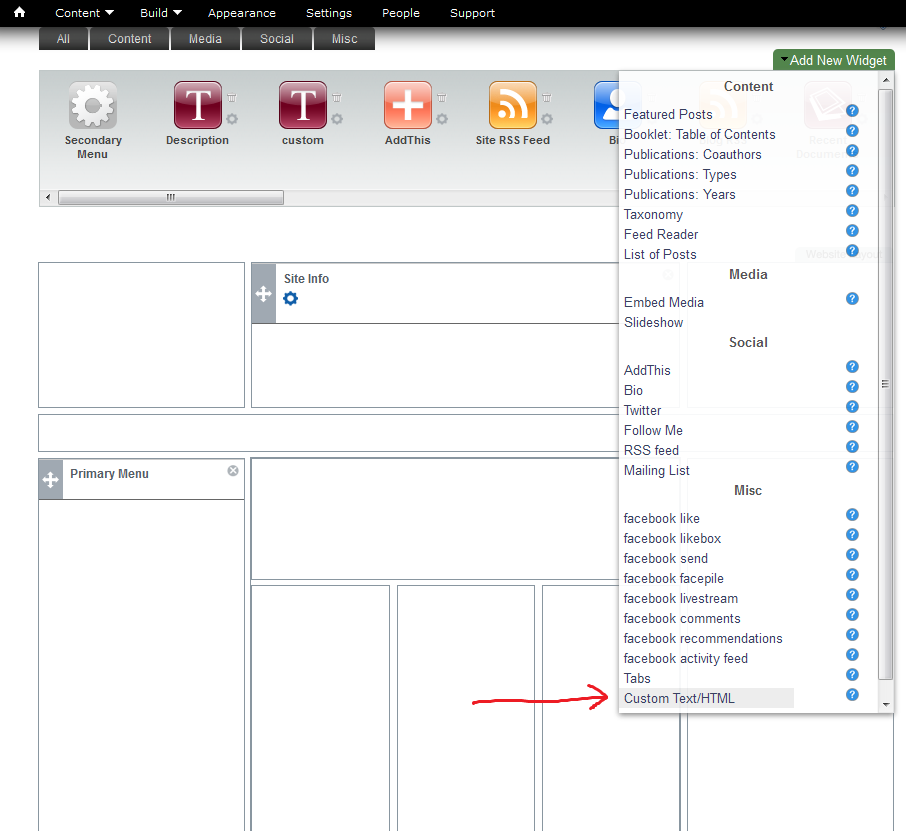 Content Build Appearance Settings People Support
All Content Media Social Misc
Add New Widget
Secondary
Menu
Description
custom
AddThis
Site RSS Feed
Content
Featured Posts
Booklet: Table of Contents
Publications: Coauthors
Publications: Types
Publications: Years
Taxonomy
Feed Reader
List of Posts
Media
Embed Media
Slideshow
Social
AddThis
Bio
Twitter
Follow Me
RSS feed
Mailing List
Misc
facebook like
facebook likebox
facebook send
facebook facepile
facebook livestream
facebook comments
facebook recommendations
facebook activity feed
Tabs
Custom Text/HTML
Site Info
Primary Menu